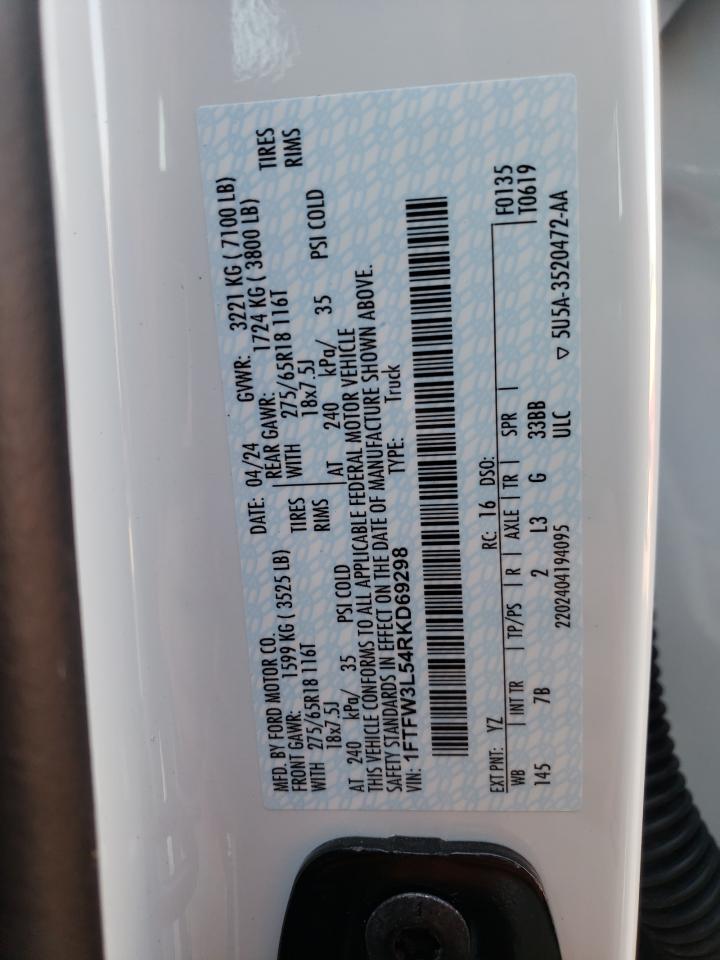 MFD. BY FORD MOTOR CO. DATE: 04/24 GVWR: 3221 KG ( 7100 LB)
FRONT GAWR: 1599 KG ( 3525 LB) REAR GAWR: 1724 KG ( 3800 LB)
WITH 275/65R18 116T TIRES WITH 275/65R18 116T TIRES
18x7.5J RIMS 18x7.5J RIMS
AT 240 kPa/ 35 PSI COLD AT 240 kPa/ 35 PSI COLD
THIS VEHICLE CONFORMS TO ALL APPLICABLE FEDERAL MOTOR VEHICLE
SAFETY STANDARDS IN EFFECT ON THE DATE OF MANUFACTURE SHOWN ABOVE.
VIN: 1FTFW3L54RKD69298 TYPE: Truck
EXT PNT: YZ RC: 16 DSO: F0135
WB INT TR TP/PS R AXLE TR SPR T0619
145 7B 2 L3 G 33BB
2202404194095 ULC ▽ 5U5A-3520472-AA